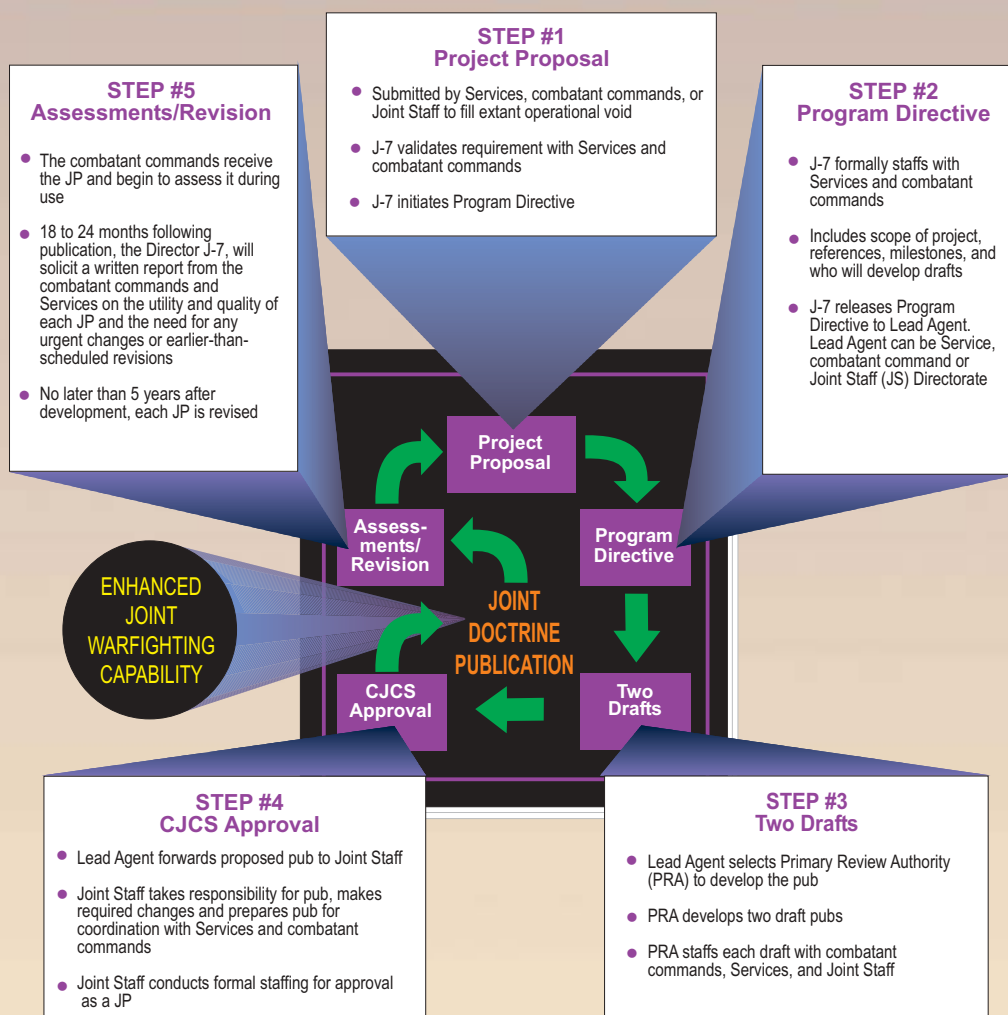 STEP #1
Project Proposal
• Submitted by Services, combatant commands, or
Joint Staff to fill extant operational void
• J-7 validates requirement with Services and
combatant commands
• J-7 initiates Program Directive
STEP #5
Assessments/Revision
• The combatant commands receive
the JP and begin to assess it during
use
• 18 to 24 months following
publication, the Director J-7, will
solicit a written report from the
combatant commands and
Services on the utility and quality of
each JP and the need for any
urgent changes or earlier-than-
scheduled revisions
• No later than 5 years after
development, each JP is revised
STEP #2
Program Directive
• J-7 formally staffs with
Services and combatant
commands
• Includes scope of project,
references, milestones, and
who will develop drafts
• J-7 releases Program
Directive to Lead Agent.
Lead Agent can be Service,
combatant command or
Joint Staff (JS) Directorate
Project
Proposal
Assess-
ments/
Revision
Program
Directive
ENHANCED
JOINT
WARFIGHTING
CAPABILITY
JOINT
DOCTRINE
PUBLICATION
CJCS
Approval
Two
Drafts
STEP #4
CJCS Approval
• Lead Agent forwards proposed pub to Joint Staff
• Joint Staff takes responsibility for pub, makes
required changes and prepares pub for
coordination with Services and combatant
commands
• Joint Staff conducts formal staffing for approval
as a JP
STEP #3
Two Drafts
• Lead Agent selects Primary Review Authority
(PRA) to develop the pub
• PRA develops two draft pubs
• PRA staffs each draft with combatant
commands, Services, and Joint Staff